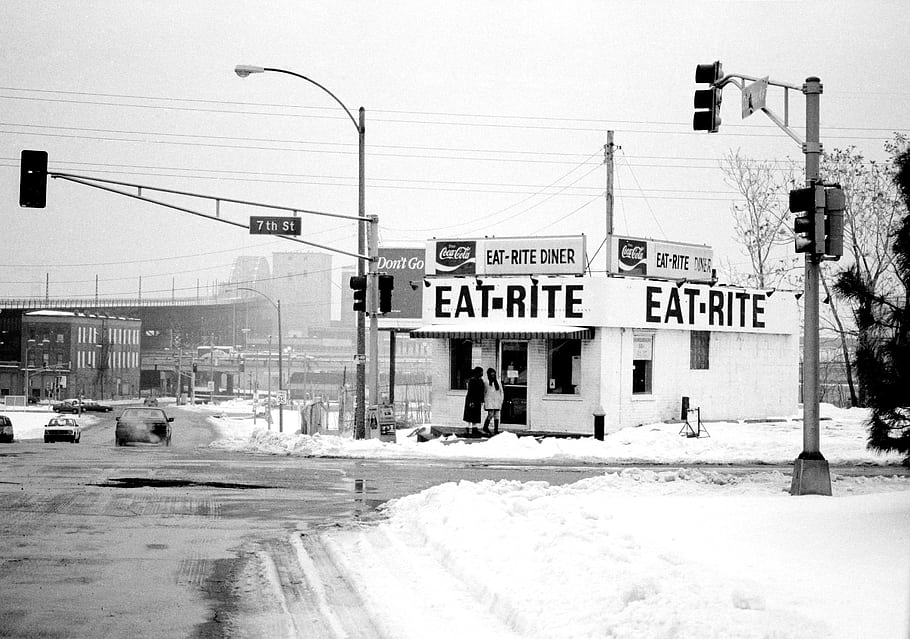 7th St
Don't Go
Coca-Cola
EAT-RITE DINER
Coca-Cola
EAT-RITE DINER
EAT-RITE
EAT-RITE